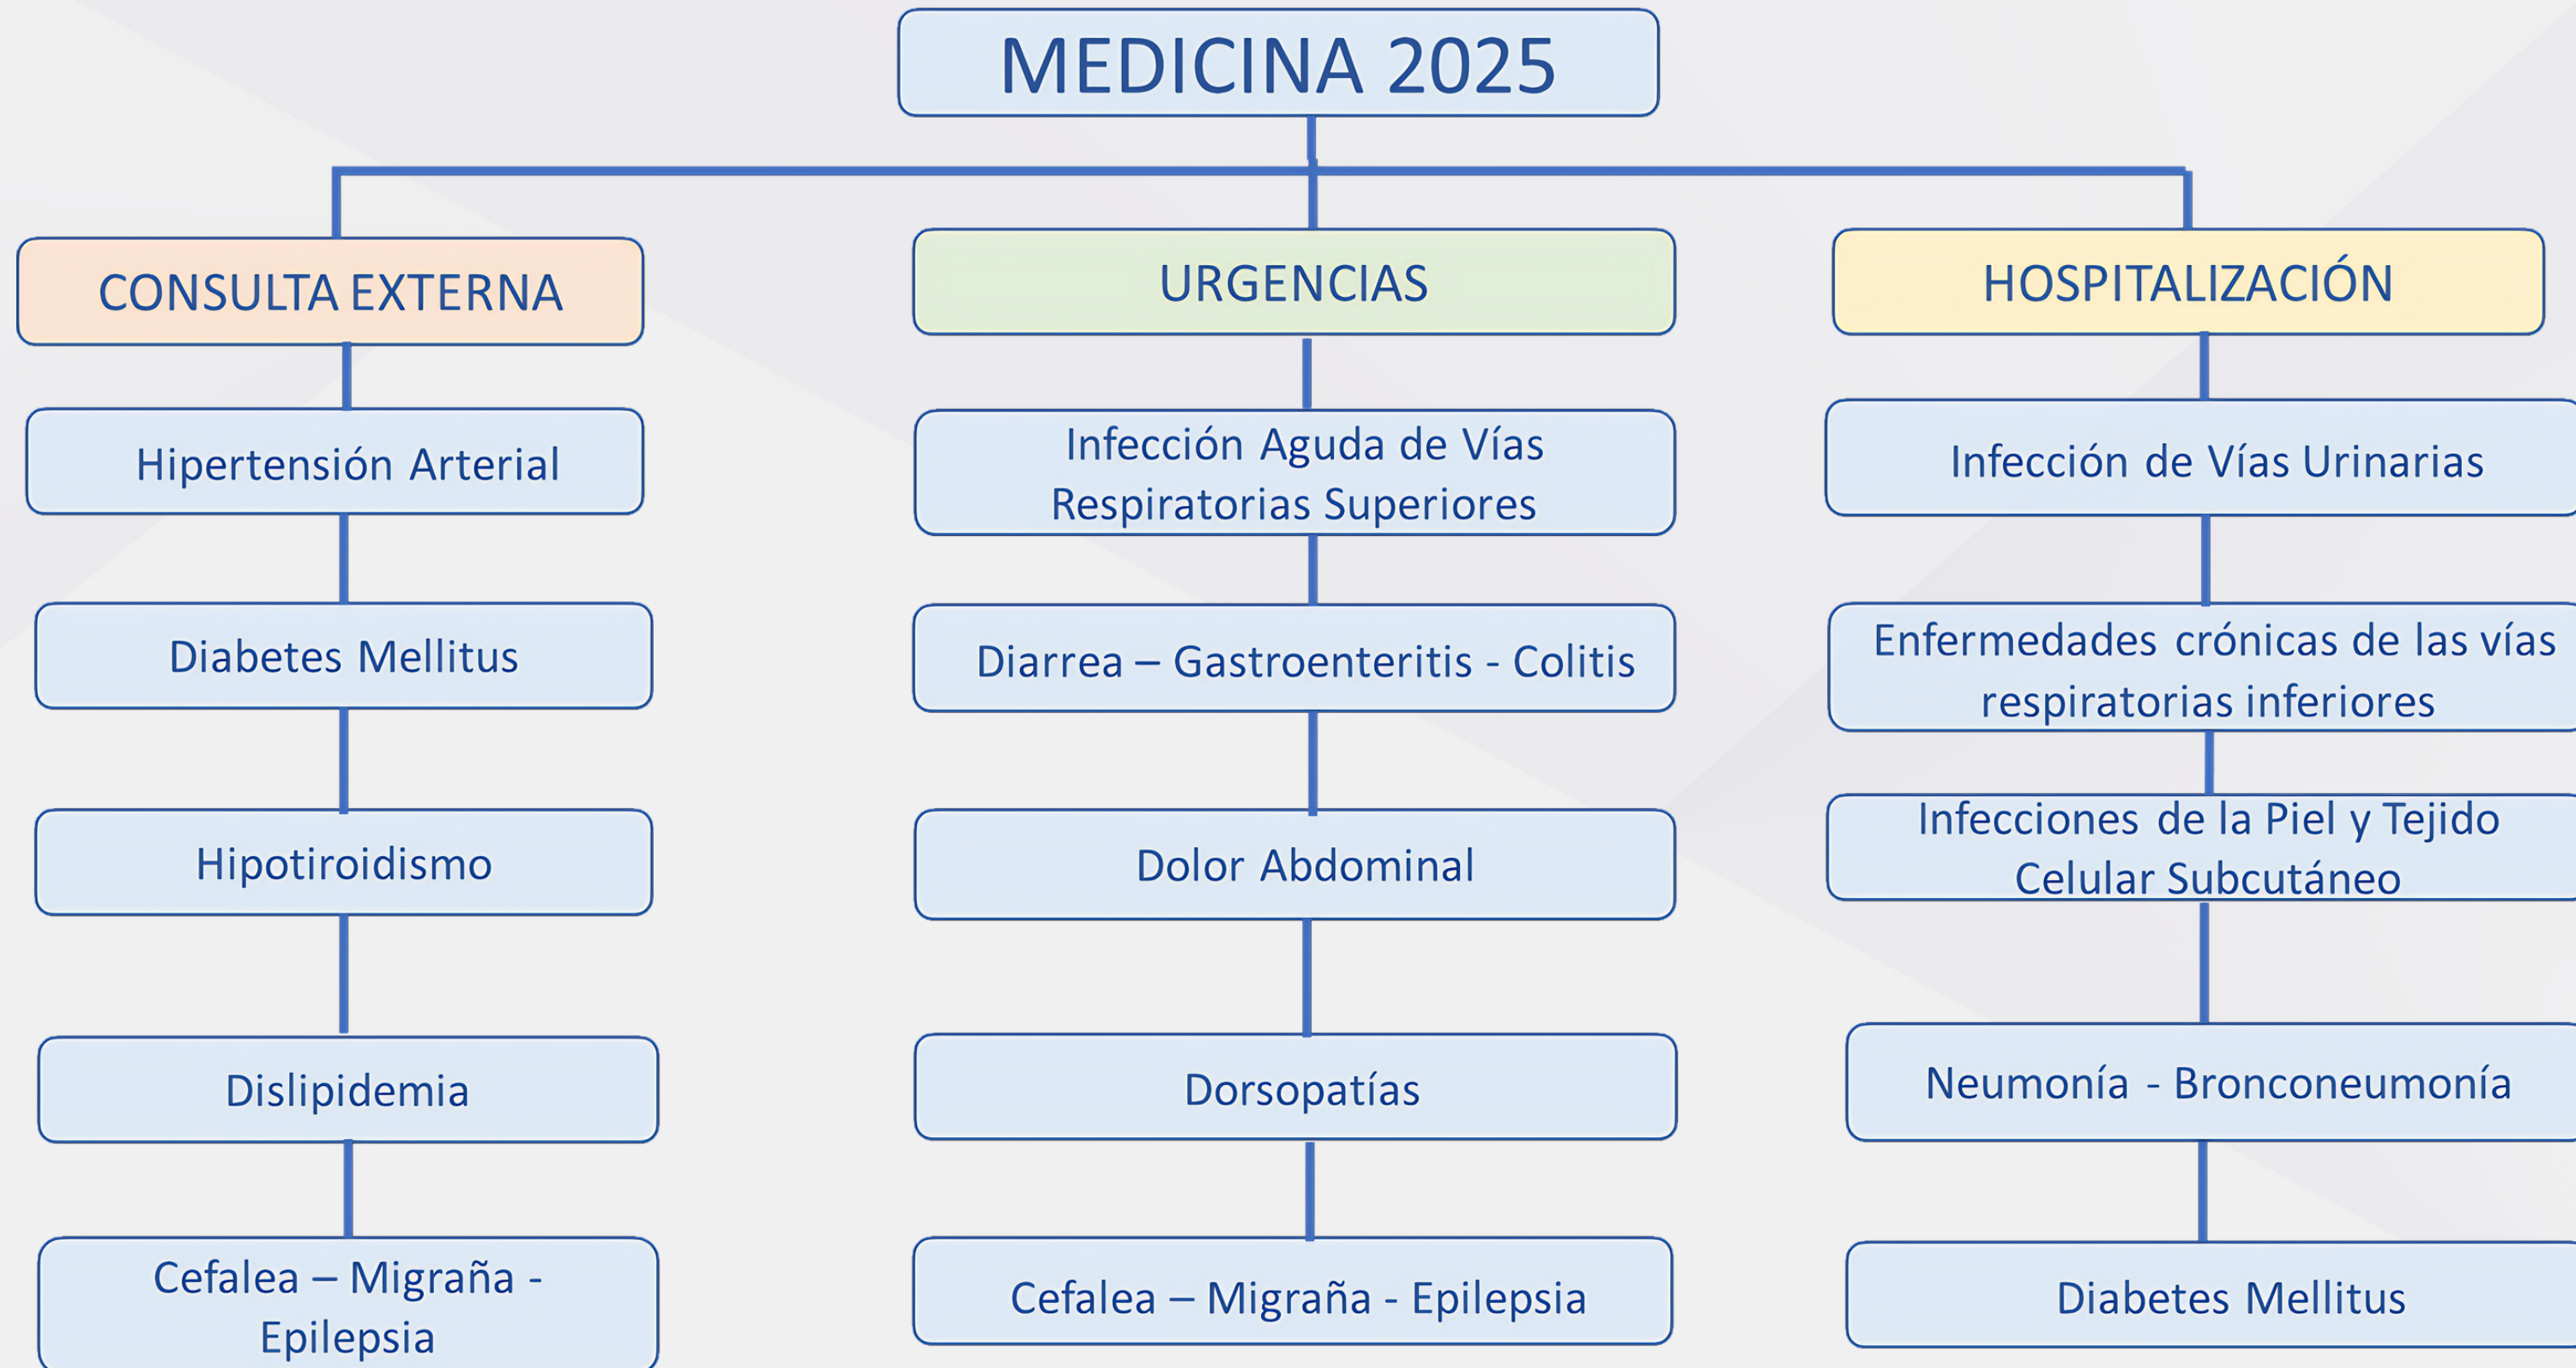 MEDICINA 2025
CONSULTA EXTERNA
Hipertensión Arterial
Diabetes Mellitus
Hipotiroidismo
Dislipidemia
Cefalea – Migraña -
Epilepsia
URGENCIAS
Infección Aguda de Vías
Respiratorias Superiores
Diarrea – Gastroenteritis - Colitis
Dolor Abdominal
Dorsopatías
Cefalea – Migraña - Epilepsia
HOSPITALIZACIÓN
Infección de Vías Urinarias
Enfermedades crónicas de las vías
respiratorias inferiores
Infecciones de la Piel y Tejido
Celular Subcutáneo
Neumonía - Bronconeumonía
Diabetes Mellitus